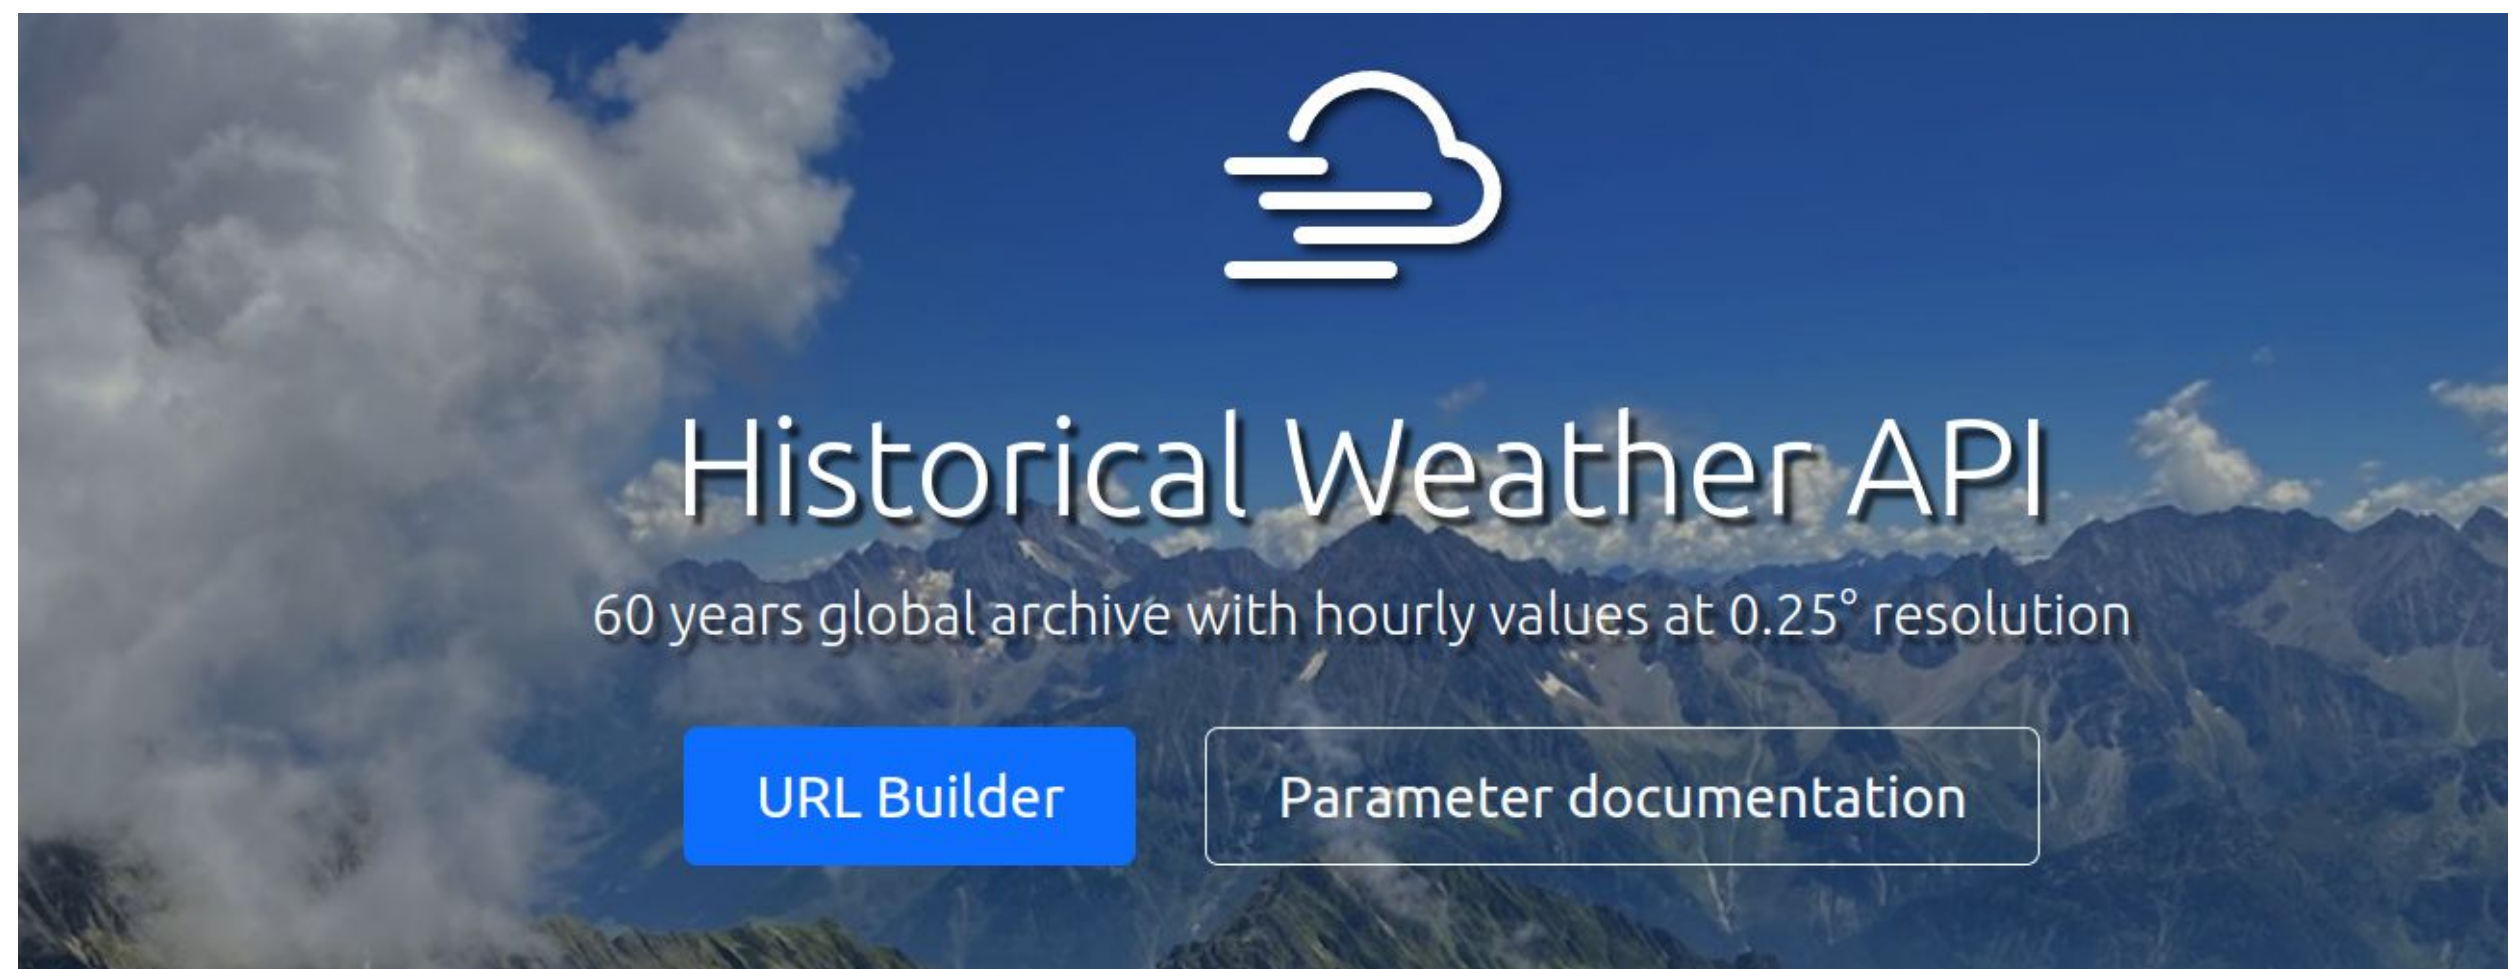 Historical Weather API
60 years global archive with hourly values at 0.25° resolution
URL Builder
Parameter documentation